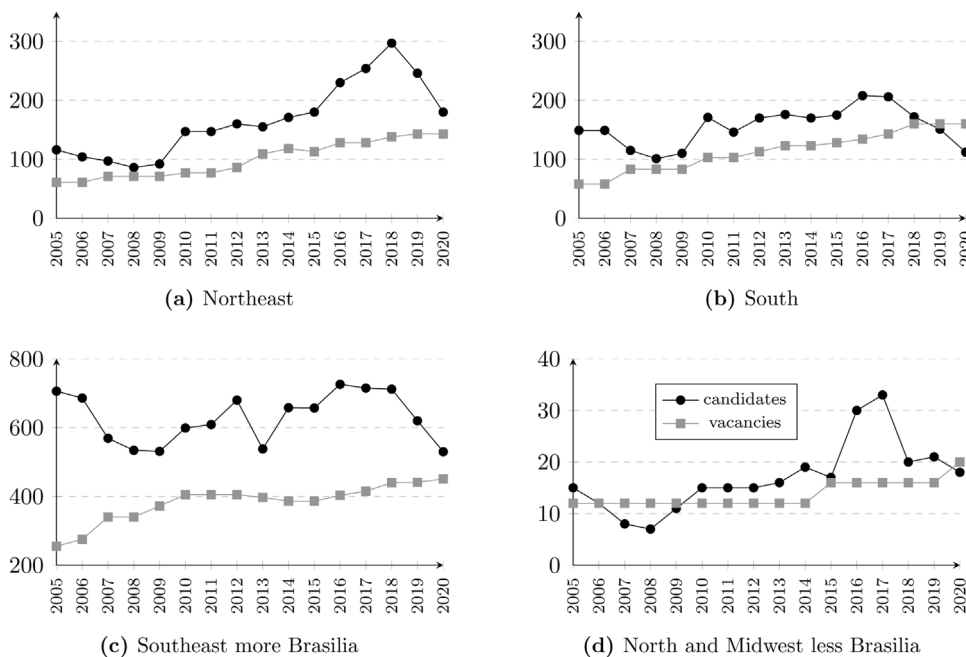 300
200
100
0
2005 2006 2007 2008 2009 2010 2011 2012 2013 2014 2015 2016 2017 2018 2019 2020
(a) Northeast
300
200
100
0
2005 2006 2007 2008 2009 2010 2011 2012 2013 2014 2015 2016 2017 2018 2019 2020
(b) South
800
600
400
200
2005 2006 2007 2008 2009 2010 2011 2012 2013 2014 2015 2016 2017 2018 2019 2020
(c) Southeast more Brasilia
40
30
20
10
0
candidates
vacancies
2005 2006 2007 2008 2009 2010 2011 2012 2013 2014 2015 2016 2017 2018 2019 2020
(d) North and Midwest less Brasilia